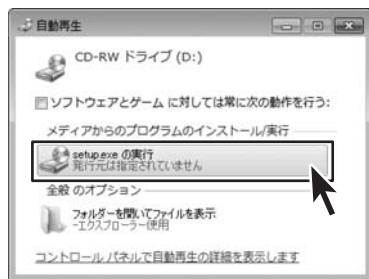 自動再生
CD-RW ドライブ (D:)
ソフトウェアとゲーム に対しては常に次の動作を行う:
メディアからのプログラムのインストール/実行
setup.exe の実行
発行元は指定されていません
全般 のオプション
フォルダーを開いてファイルを表示
-エクスプローラー使用
コントロール パネルで自動再生の詳細を表示します